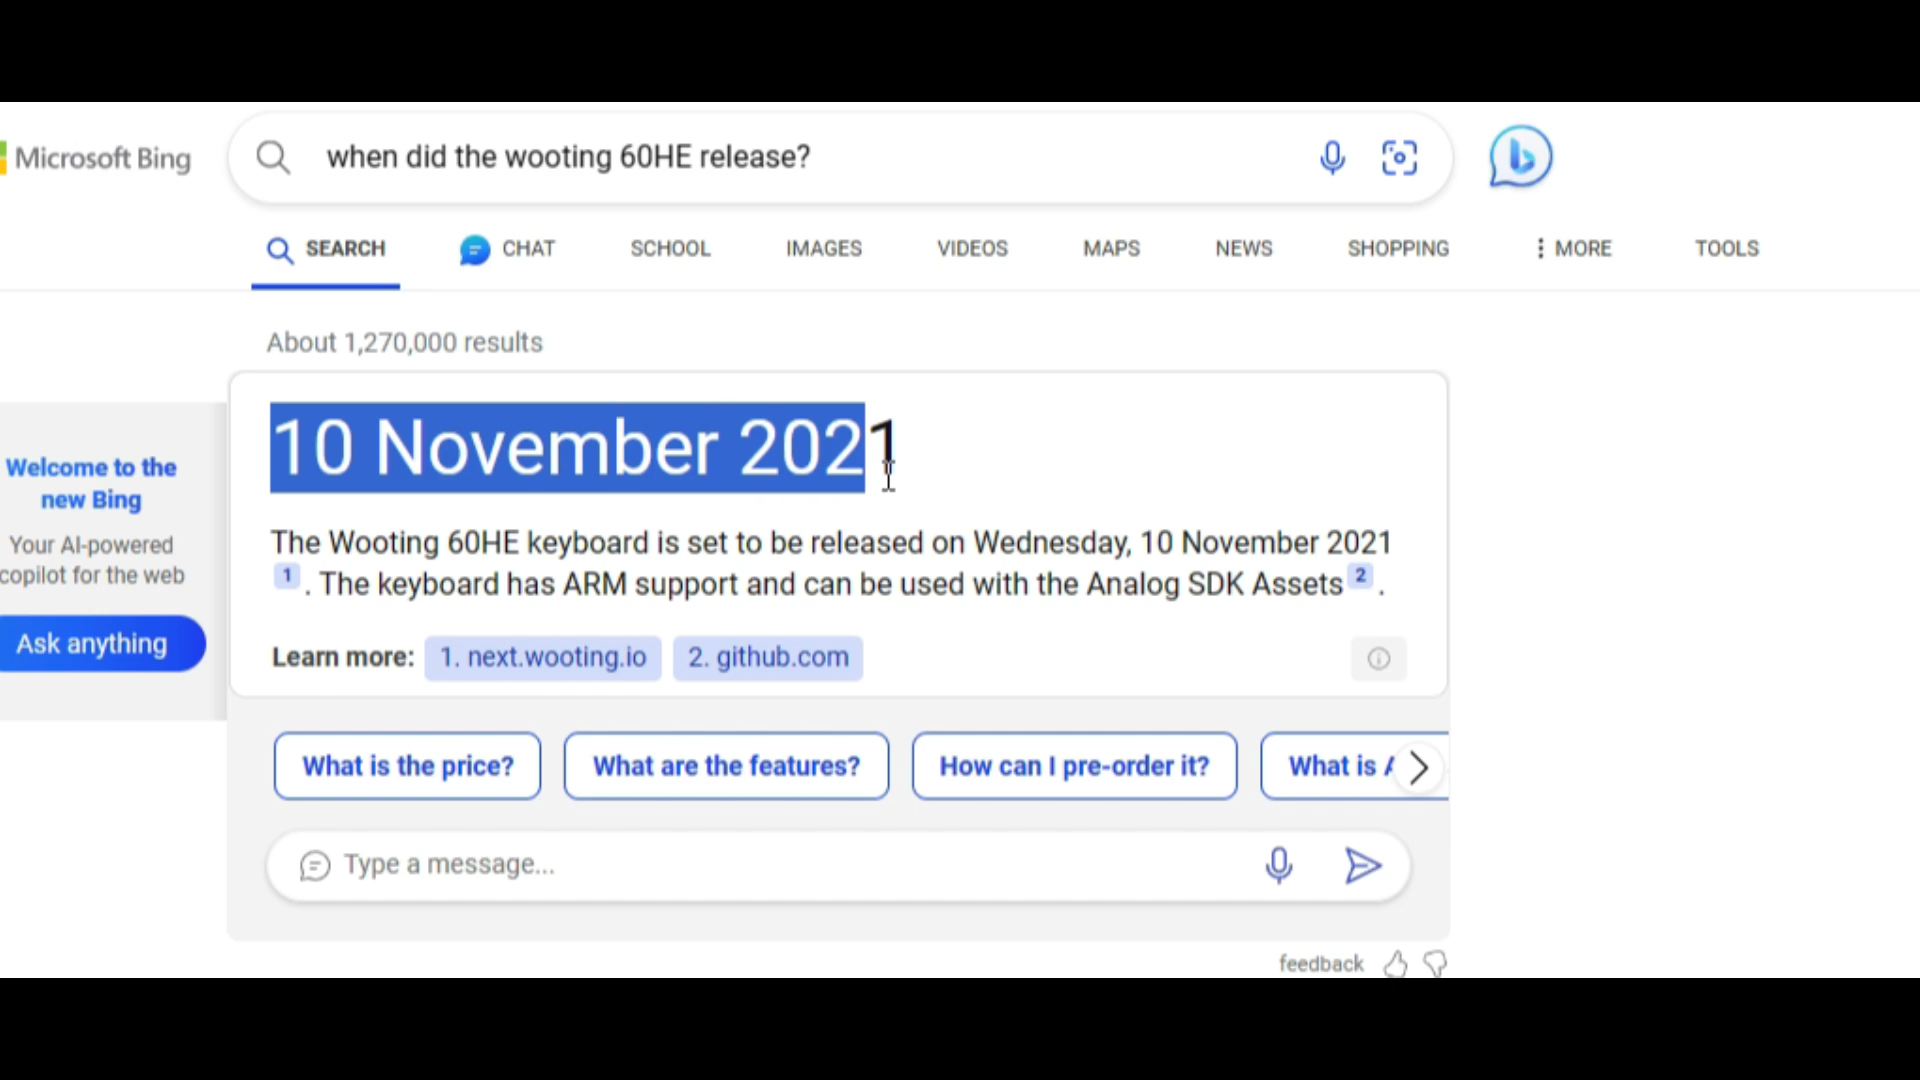 Microsoft Bing
when did the wooting 60HE release?
SEARCH
CHAT
SCHOOL
IMAGES
VIDEOS
MAPS
NEWS
SHOPPING
MORE
TOOLS
About 1,270,000 results
10 November 2021
The Wooting 60HE keyboard is set to be released on Wednesday, 10 November 2021
1 . The keyboard has ARM support and can be used with the Analog SDK Assets 2 .
Learn more: 1. next.wooting.io 2. github.com
Welcome to the
new Bing
Your AI-powered
copilot for the web
Ask anything
What is the price?
What are the features?
How can I pre-order it?
What is
Type a message...
feedback